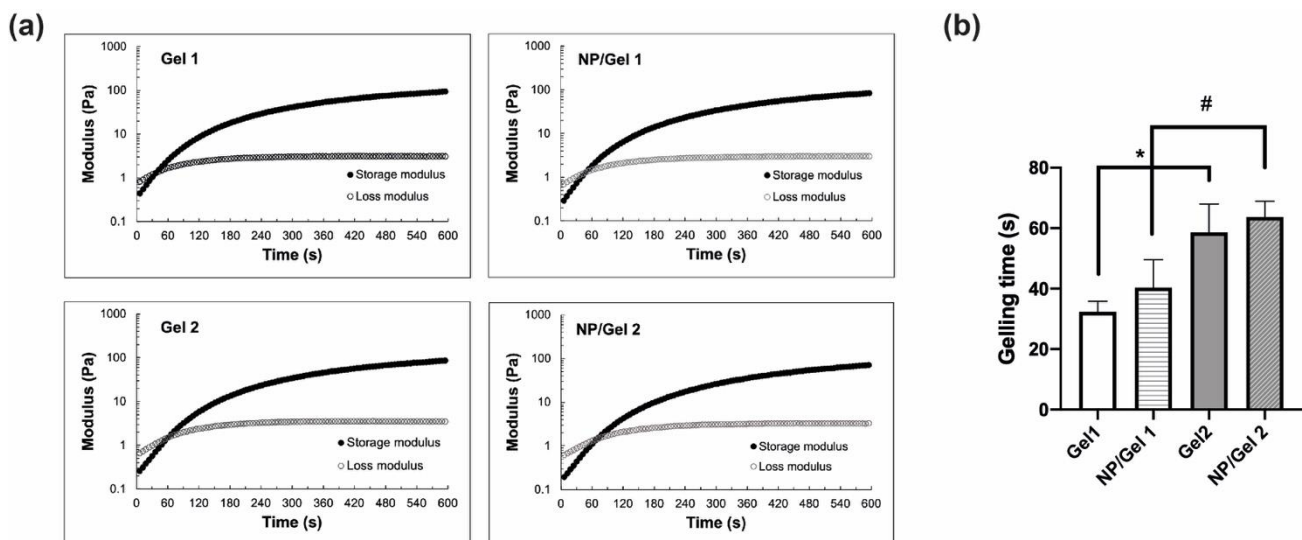 (a)
Gel 1
Modulus (Pa)
1000
100
10
1
0.1
Storage modulus
Loss modulus
0 60 120 180 240 300 360 420 480 540 600
Time (s)
NP/Gel 1
Modulus (Pa)
1000
100
10
1
0.1
Storage modulus
Loss modulus
0 60 120 180 240 300 360 420 480 540 600
Time (s)
Gel 2
Modulus (Pa)
1000
100
10
1
0.1
Storage modulus
Loss modulus
0 60 120 180 240 300 360 420 480 540 600
Time (s)
NP/Gel 2
Modulus (Pa)
1000
100
10
1
0.1
Storage modulus
Loss modulus
0 60 120 180 240 300 360 420 480 540 600
Time (s)
(b)
#
*
Gelling time (s)
80
60
40
20
0
Gel1
NP/Gel 1
Gel2
NP/Gel 2